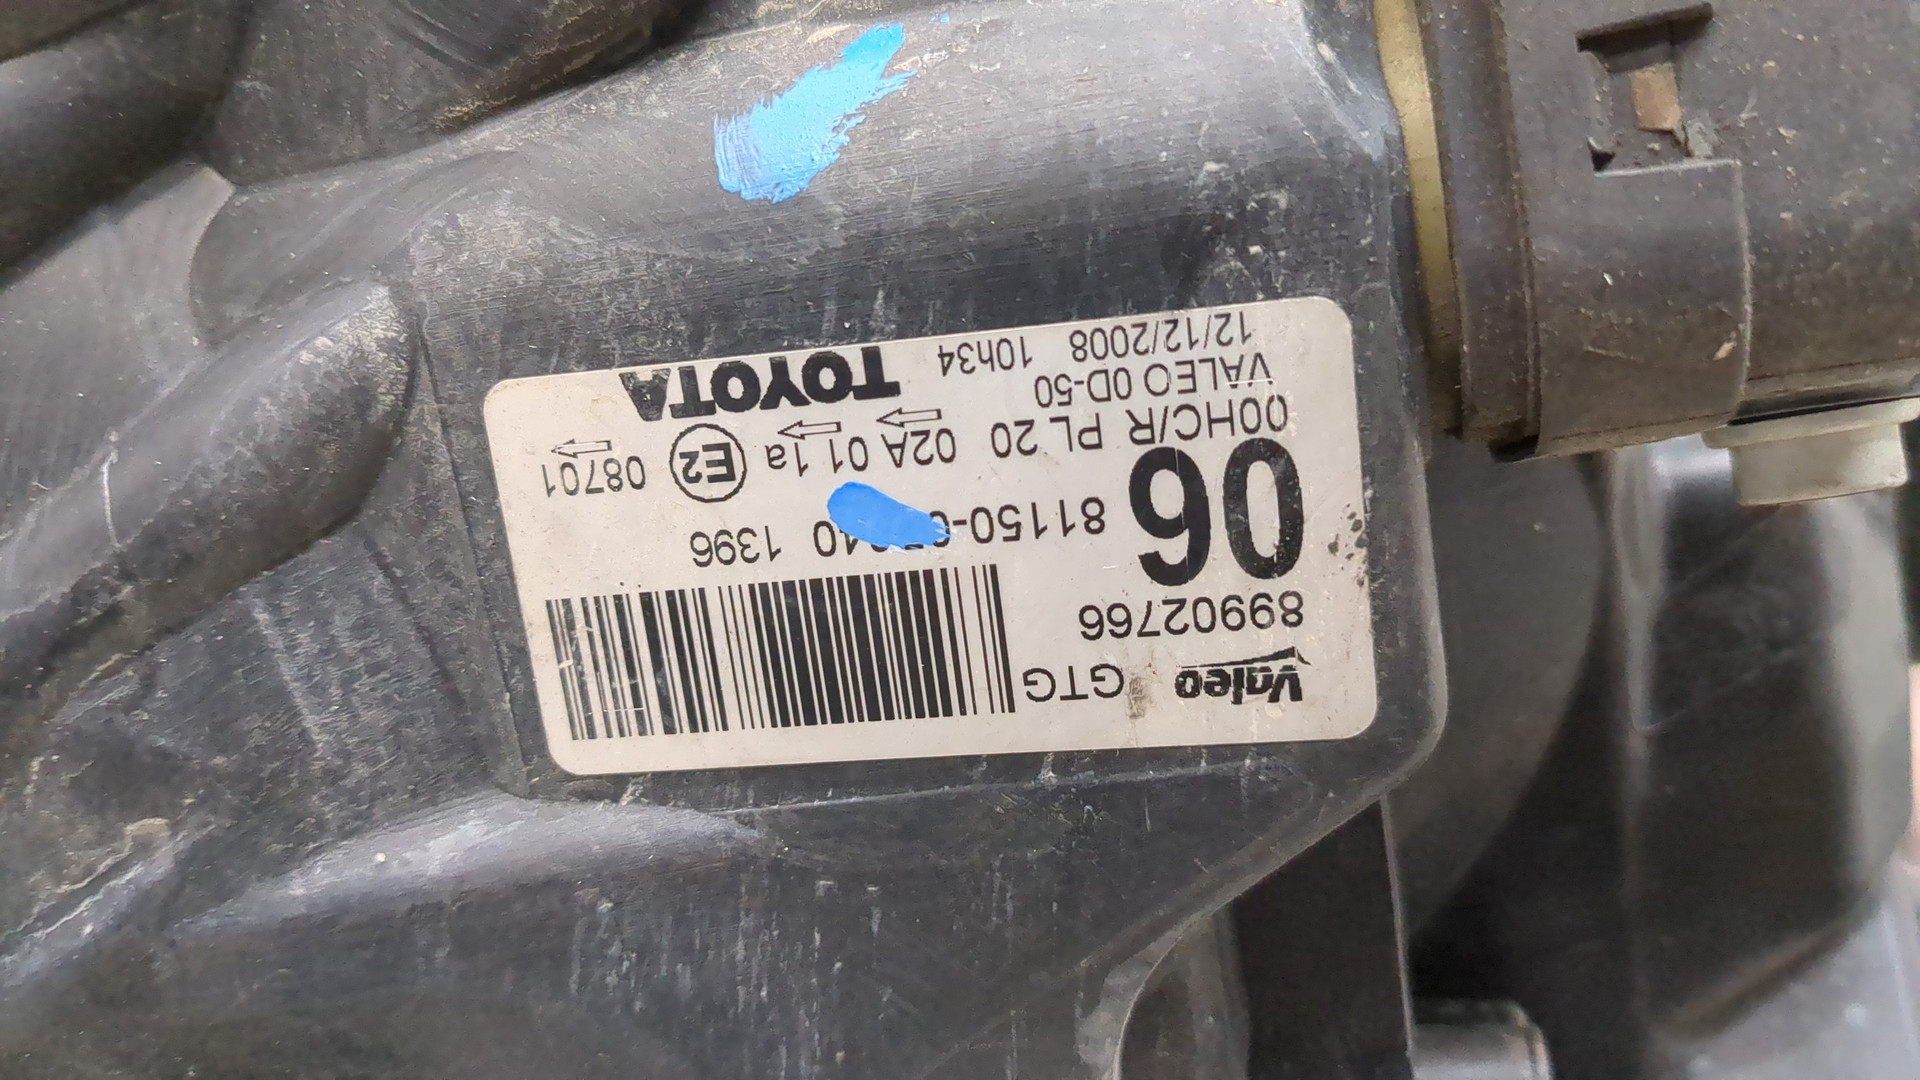 Valeo GTG
89902766
06 1396
00HC/R PL 20 02A 01 1a E2 08701
VALEO 0D-50
12/12/2008 10h34 TOYOTA